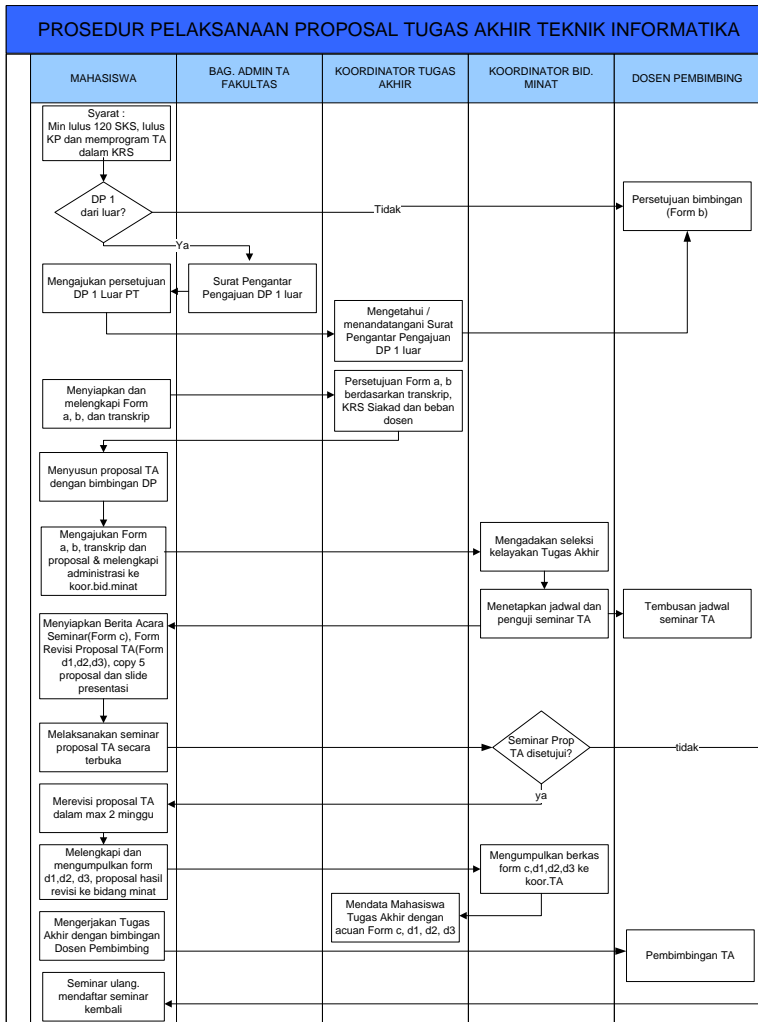 PROSEDUR PELAKSANAAN PROPOSAL TUGAS AKHIR TEKNIK INFORMATIKA
MAHASISWA
BAG. ADMIN TA
FAKULTAS
KOORDINATOR TUGAS
AKHIR
KOORDINATOR BID.
MINAT
DOSEN PEMBIMBING
Syarat :
Min lulus 120 SKS, lulus
KP dan memprogram TA
dalam KRS
DP 1
dari luar?
Tidak
Persetujuan bimbingan
(Form b)
Ya
Mengajukan persetujuan
DP 1 Luar PT
Surat Pengantar
Pengajuan DP 1 luar
Mengetahui /
menandatangani Surat
Pengantar Pengajuan
DP 1 luar
Menyiapkan dan
melengkapi Form
a, b, dan transkrip
Persetujuan Form a, b
berdasarkan transkrip,
KRS Siakad dan beban
dosen
Menyusun proposal TA
dengan bimbingan DP
Mengajukan Form
a, b, transkrip dan
proposal & melengkapi
administrasi ke
koor.bid.minat
Mengadakan seleksi
kelayakan Tugas Akhir
Menetapkan jadwal dan
penguji seminar TA
Tembusan jadwal
seminar TA
Menyiapkan Berita Acara
Seminar(Form c), Form
Revisi Proposal TA(Form
d1,d2,d3), copy 5
proposal dan slide
presentasi
Melaksanakan seminar
proposal TA secara
terbuka
Seminar Prop
TA disetujui?
tidak
ya
Merevisi proposal TA
dalam max 2 minggu
Melengkapi dan
mengumpulkan form
d1,d2, d3, proposal hasil
revisi ke bidang minat
Mengumpulkan berkas
form c,d1,d2,d3 ke
koor.TA
Mendata Mahasiswa
Tugas Akhir dengan
acuan Form c, d1, d2, d3
Mengerjakan Tugas
Akhir dengan bimbingan
Dosen Pembimbing
Pembimbingan TA
Seminar ulang.
mendaftar seminar
kembali